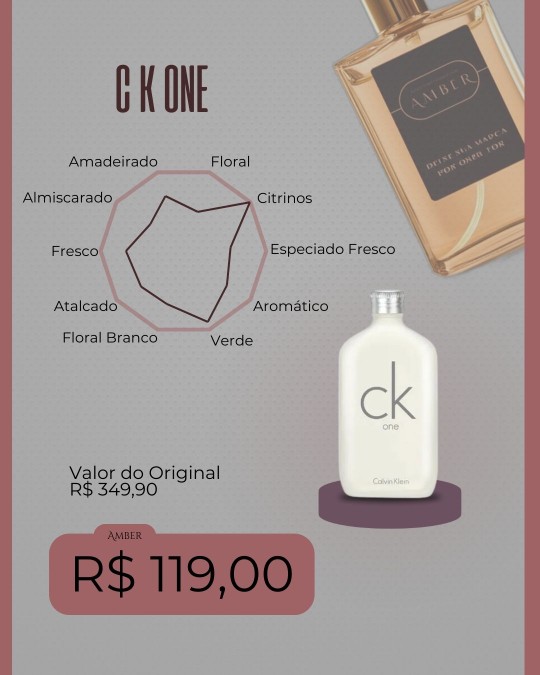 AMBER
DEIXE SUA MARCA
POR ONDE FOR
C K ONE
Amadeirado
Floral
Almiscarado
Citrinos
Fresco
Especiado Fresco
Atalcado
Aromático
Floral Branco
Verde
ck
one
Calvin Klein
Valor do Original
R$ 349,90
AMBER
R$ 119,00